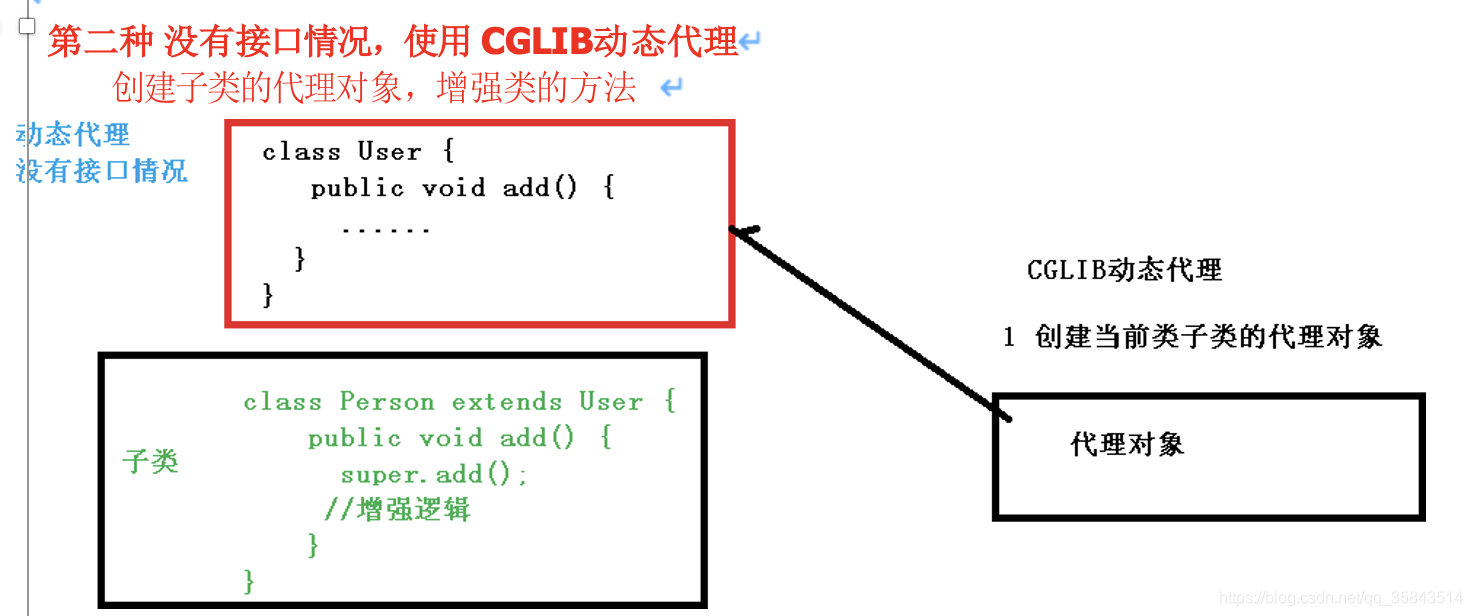 第二种 没有接口情况，使用 CGLIB动态代理
创建子类的代理对象，增强类的方法
动态代理
没有接口情况
class User {
public void add() {
......
}
}
CGLIB动态代理
1 创建当前类子类的代理对象
代理对象
子类
class Person extends User {
public void add() {
super.add();
//增强逻辑
}
}
https://blog.csdn.net/qq_35843514